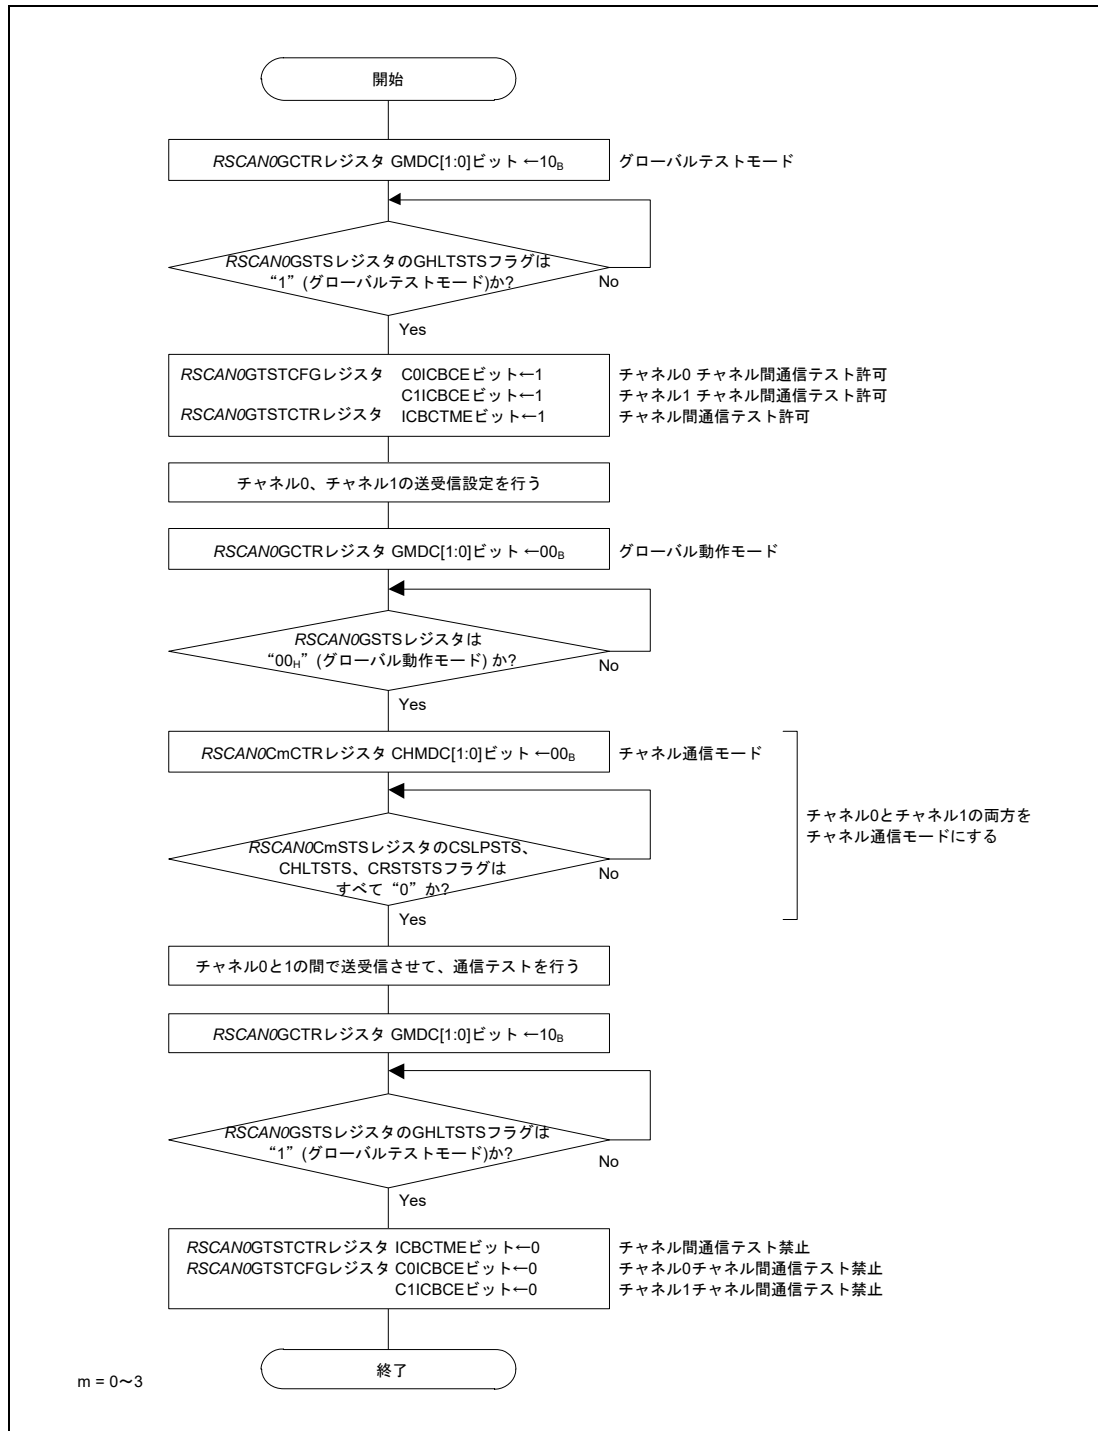 開始
RSCAN0GCTRレジスタ GMDC[1:0]ビット ←10B グローバルテストモード
RSCAN0GSTSレジスタのGHLTSTSフラグは
“1” (グローバルテストモード)か?
No
Yes
RSCAN0GTSTCFGレジスタ C0ICBCEビット←1 チャネル0 チャネル間通信テスト許可
C1ICBCEビット←1 チャネル1 チャネル間通信テスト許可
RSCAN0GTSTCTRレジスタ ICBCTMEビット←1 チャネル間通信テスト許可
チャネル0、チャネル1の送受信設定を行う
RSCAN0GCTRレジスタ GMDC[1:0]ビット ←00B グローバル動作モード
RSCAN0GSTSレジスタは
“00H” (グローバル動作モード) か?
No
Yes
RSCAN0CmCTRレジスタ CHMDC[1:0]ビット ←00B チャネル通信モード
チャネル0とチャネル1の両方を
チャネル通信モードにする
RSCAN0CmSTSレジスタのCSLPSTS、
CHLTSTS、CRSTSTSフラグは
すべて“0”か?
No
Yes
チャネル0と1の間で送受信させて、通信テストを行う
RSCAN0GCTRレジスタ GMDC[1:0]ビット ←10B
RSCAN0GSTSレジスタのGHLTSTSフラグは
“1” (グローバルテストモード)か?
No
Yes
RSCAN0GTSTCTRレジスタ ICBCTMEビット←0 チャネル間通信テスト禁止
RSCAN0GTSTCFGレジスタ C0ICBCEビット←0 チャネル0チャネル間通信テスト禁止
C1ICBCEビット←0 チャネル1チャネル間通信テスト禁止
終了
m = 0～3